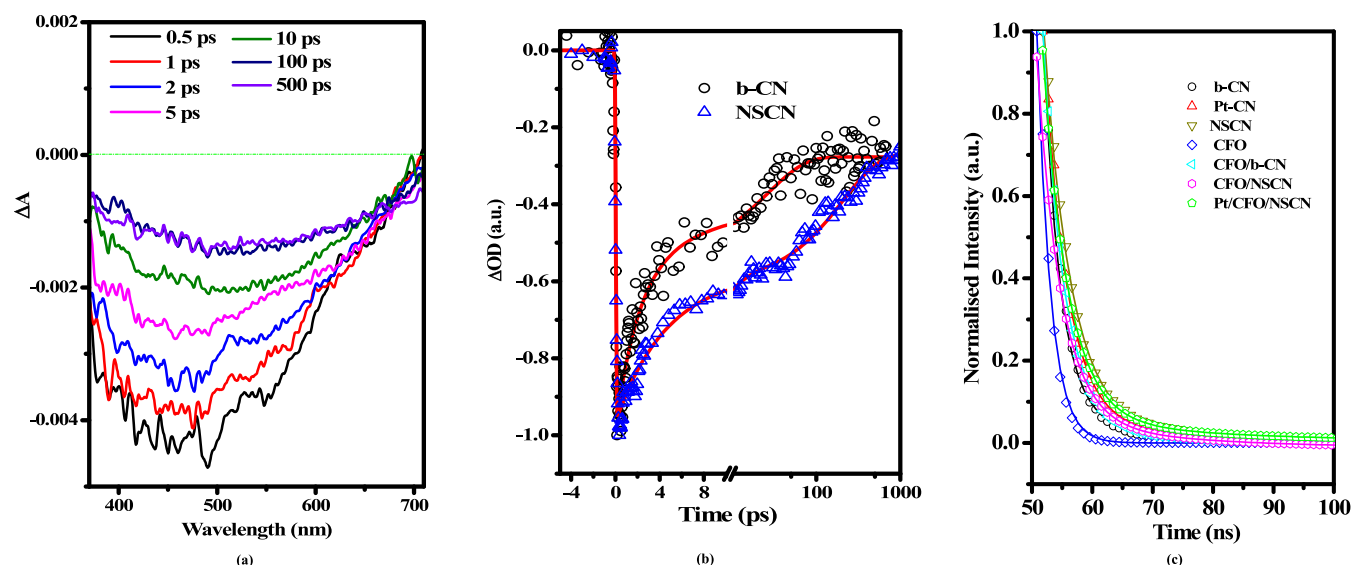 0.002
0.000
-0.002
-0.004
ΔA
0.5 ps
1 ps
2 ps
5 ps
10 ps
100 ps
500 ps
400 500 600 700
Wavelength (nm)
(a)
0.0
-0.2
-0.4
-0.6
-0.8
-1.0
ΔOD (a.u.)
b-CN
NSCN
-4 0 4 8 100 1000
Time (ps)
(b)
1.0
0.8
0.6
0.4
0.2
0.0
Normalised Intensity (a.u.)
b-CN
Pt-CN
NSCN
CFO
CFO/b-CN
CFO/NSCN
Pt/CFO/NSCN
50 60 70 80 90 100
Time (ns)
(c)